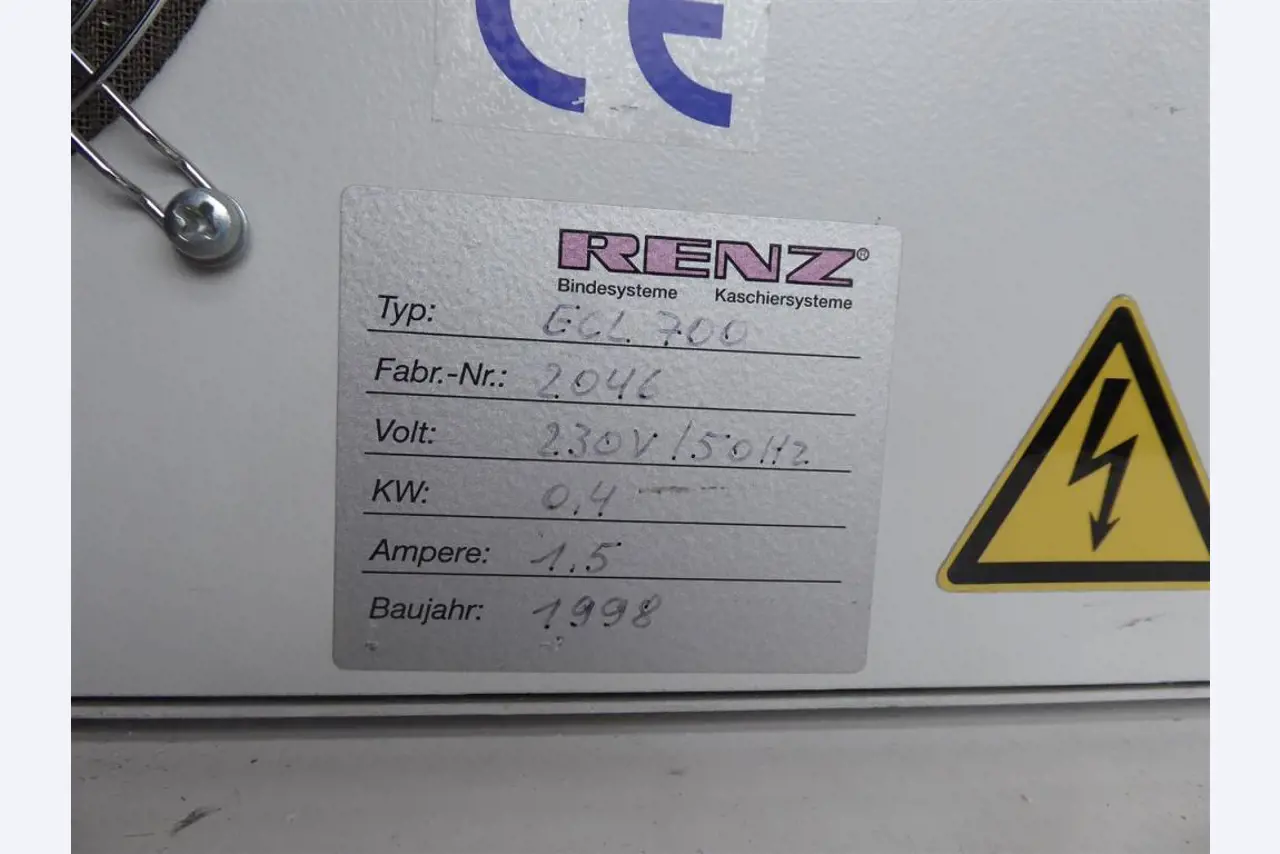 CE
RENZ®
Bindesysteme Kaschiersysteme
Typ: ECL 700
Fabr.-Nr.: 2046
Volt: 230V/50Hz
KW: 0,4
Ampere: 1.5
Baujahr: 1998